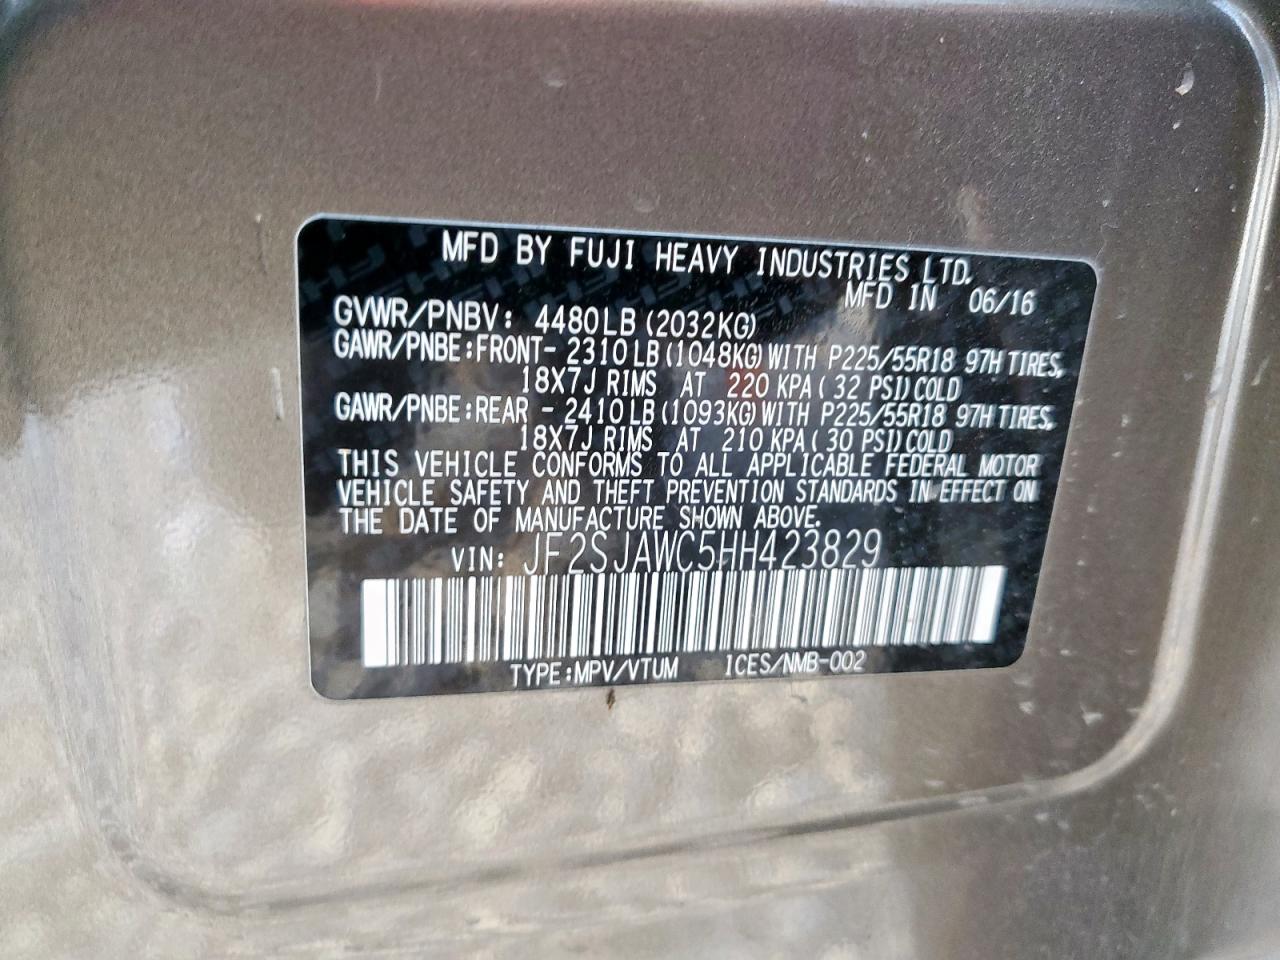 MFD BY FUJI HEAVY INDUSTRIES LTD.
MFD IN 06/16
GVWR/PNBV: 4480LB (2032KG)
GAWR/PNBE:FRONT- 2310LB(1048KG)WITH P225/55R18 97H TIRES,
18X7J RIMS AT 220 KPA( 32 PSI)COLD
GAWR/PNBE:REAR - 2410LB(1093KG)WITH P225/55R18 97H TIRES,
18X7J RIMS AT 210 KPA( 30 PSI)COLD
THIS VEHICLE CONFORMS TO ALL APPLICABLE FEDERAL MOTOR
VEHICLE SAFETY AND THEFT PREVENTION STANDARDS IN EFFECT ON
THE DATE OF MANUFACTURE SHOWN ABOVE.
VIN: JF2SJAWC5HH423829
TYPE:MPV/VTUM ICES/NMB-002